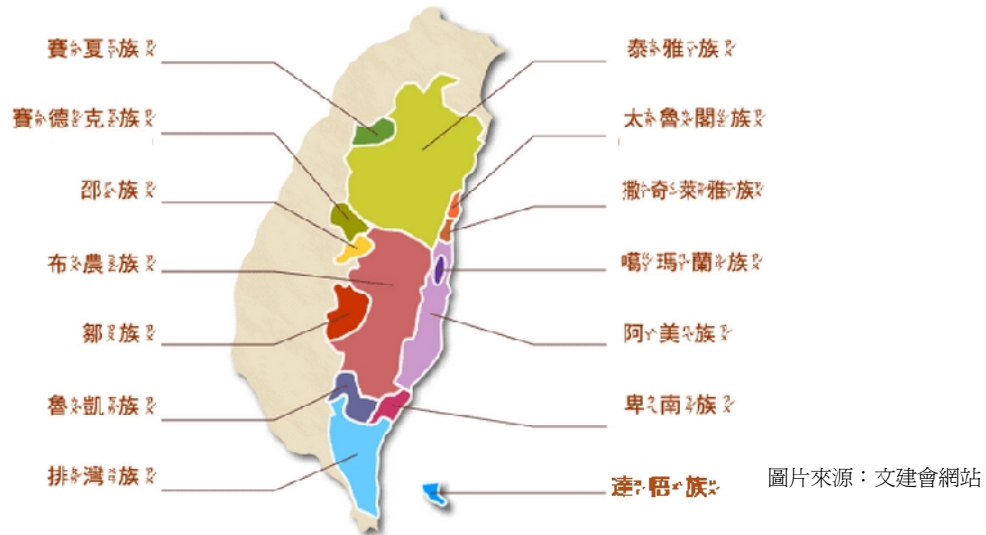 賽夏族
賽德克族
邵族
布農族
鄒族
魯凱族
排灣族
泰雅族
太魯閣族
撒奇萊雅族
噶瑪蘭族
阿美族
卑南族
達悟族
圖片來源：文建會網站